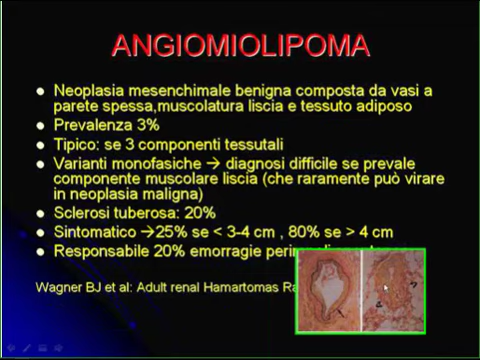 ANGIOMIOLIPOMA
Neoplasia mesenchimale benigna composta da vasi a
parete spessa,muscolatura liscia e tessuto adiposo
Prevalenza 3%
Tipico: se 3 componenti tessutali
Varianti monofasiche → diagnosi difficile se prevale
componente muscolare liscia (che raramente può virare
in neoplasia maligna)
Sclerosi tuberosa: 20%
Sintomatico →25% se < 3-4 cm , 80% se > 4 cm
Responsabile 20% emorragie
Wagner BJ et al: Adult renal Hamartomas